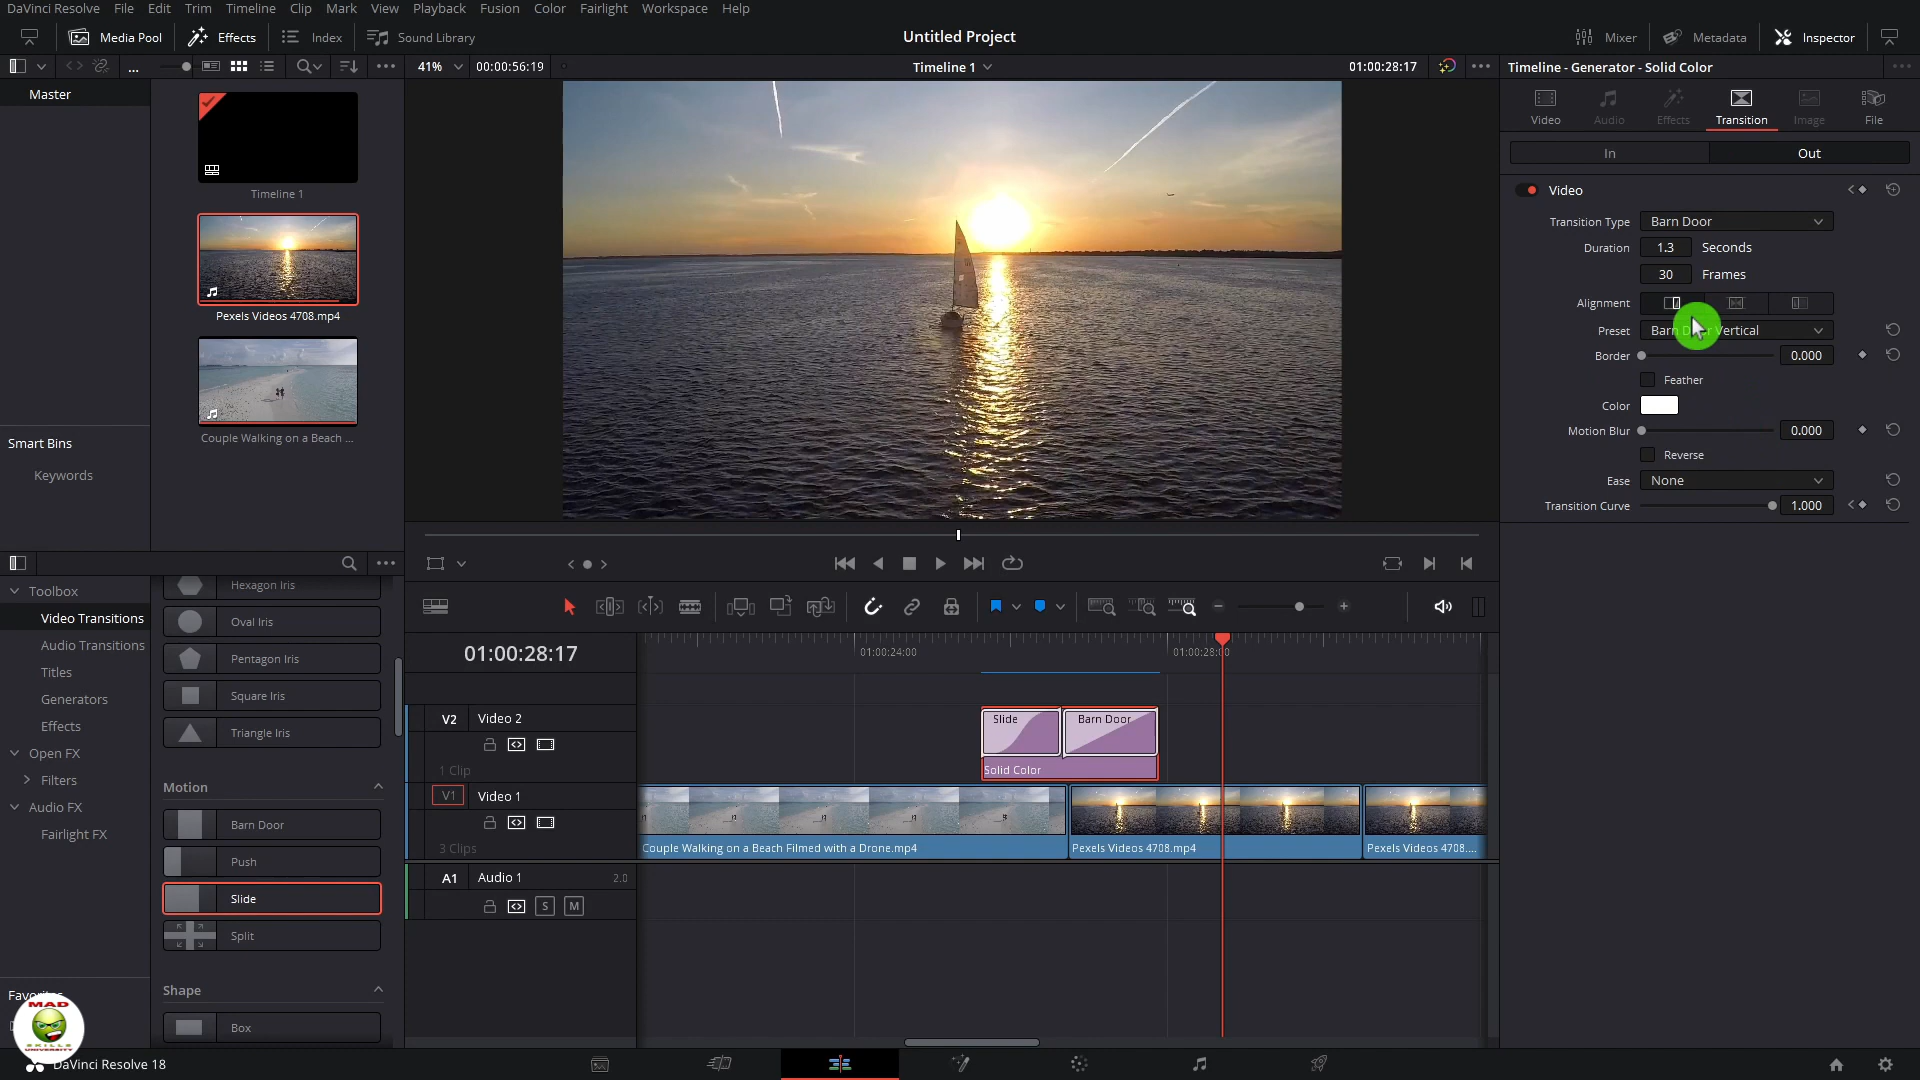 DaVinci Resolve File Edit Trim Timeline Clip Mark View Playback Fusion Color Fairlight Workspace Help
Media Pool Effects Index Sound Library
Untitled Project
Mixer Metadata Inspector
...
41% 00:00:56:19
Timeline 1
01:00:28:17
Timeline - Generator - Solid Color
Master
Timeline 1
Pexels Videos 4708.mp4
Couple Walking on a Beach ...
Smart Bins
Keywords
Video
Audio
Effects
Transition
Image
File
In
Out
Video
Transition Type Barn Door
Duration 1.3 Seconds
30 Frames
Alignment
Preset Barn Vertical
Border 0.000
Feather
Color
Motion Blur 0.000
Reverse
Ease None
Transition Curve 1.000
Toolbox
Video Transitions
Audio Transitions
Titles
Generators
Effects
Open FX
Filters
Audio FX
Fairlight FX
Hexagon Iris
Oval Iris
Pentagon Iris
Square Iris
Triangle Iris
Motion
Barn Door
Push
Slide
Split
Shape
Box
01:00:28:17
01:00:24:00
01:00:28:00
V2 Video 2
1 Clip
Slide
Barn Door
Solid Color
V1 Video 1
3 Clips
Couple Walking on a Beach Filmed with a Drone.mp4
Pexels Videos 4708.mp4
Pexels Videos 4708....
A1 Audio 1 2.0
S M
MAD
SKILLS
UNIVERSITY
DaVinci Resolve 18